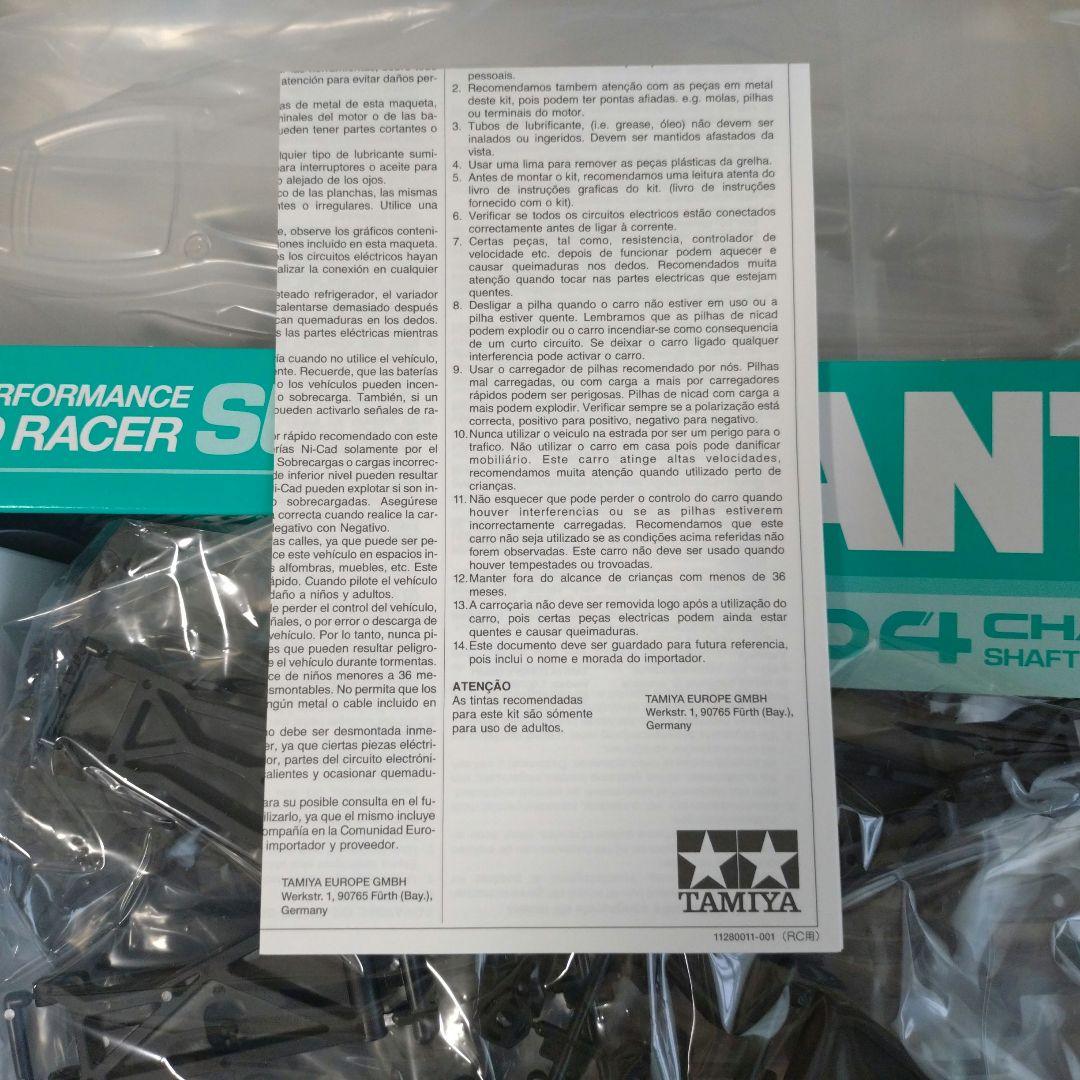 atención para evitar daños per-
as de metal de esta maqueta,
minales del motor o de las ba-
ueden tener partes cortantes o
lquier tipo de lubricante sumi-
ara interruptores o aceite para
o alejado de los ojos.
co de las planchas, las mismas
ntes o irregulares. Utilice una
e, observe los gráficos conteni-
iones incluido en esta maqueta.
os los circuitos eléctricos hayan
alizar la conexión en cualquier
eteado refrigerador, el variador
calentarse demasiado después
can quemaduras en los dedos.
s las partes eléctricas mientras
ía cuando no utilice el vehículo,
nte. Recuerde, que las baterías
o los vehículos pueden incen-
o sobrecarga. También, si un
pueden activarlo señales de ra-
or rápido recomendado con este
rías Ni-Cad solamente por el
Sobrecargas o cargas incorrec-
de inferior nivel pueden resultar
i-Cad pueden explotar si son in-
o sobrecargadas. Asegúrese
a correcta cuando realice la car-
legativo con Negativo.
as calles, ya que puede ser pe-
ce este vehículo en espacios in-
s alfombras, muebles, etc. Este
ápido. Cuando pilote el vehículo
daño a niños y adultos.
de perder el control del vehículo,
ñales, o por error o descarga de
vehículo. Por lo tanto, nunca pi-
es que pueden resultar peligro-
e el vehículo durante tormentas.
ce de niños menores a 36 me-
smontables. No permita que los
ngún metal o cable incluido en
no debe ser desmontada inme-
er, ya que ciertas piezas eléctri-
or, partes del circuito electróni-
alientes y ocasionar quemadu-
ara su posible consulta en el fu-
ilizarlo, ya que el mismo incluye
ompañía en la Comunidad Euro-
importador y proveedor.
TAMIYA EUROPE GMBH
Werkstr. 1, 90765 Fürth (Bay.),
Germany
pessoais.
2. Recomendamos tambem atenção com as peças em metal
deste kit, pois podem ter pontas afiadas. e.g. molas, pilhas
ou terminais do motor.
3. Tubos de lubrificante, (i.e. grease, óleo) não devem ser
inalados ou ingeridos. Devem ser mantidos afastados da
vista.
4. Usar uma lima para remover as peças plásticas da grelha.
5. Antes de montar o kit, recomendamos uma leitura atenta do
livro de instruções graficas do kit. (livro de instruções
fornecido com o kit).
6. Verificar se todos os circuitos electricos estão conectados
correctamente antes de ligar à corrente.
7. Certas peças, tal como, resistencia, controlador de
velocidade etc. depois de funcionar podem aquecer e
causar queimaduras nos dedos. Recomendados muita
atenção quando tocar nas partes electricas que estejam
quentes.
8. Desligar a pilha quando o carro não estiver em uso ou a
pilha estiver quente. Lembramos que as pilhas de nicad
podem explodir ou o carro incendiar-se como consequencia
de um curto circuito. Se deixar o carro ligado qualquer
interferencia pode activar o carro.
9. Usar o carregador de pilhas recomendado por nós. Pilhas
mal carregadas, ou com carga a mais por carregadores
rápidos podem ser perigosas. Pilhas de nicad com carga a
mais podem explodir. Verificar sempre se a polarização está
correcta, positivo para positivo, negativo para negativo.
10. Nunca utilizar o veiculo na estrada por ser um perigo para o
trafico. Não utilizar o carro em casa pois pode danificar
mobiliário. Este carro atinge altas velocidades,
recomendamos muita atenção quando utilizado perto de
crianças.
11. Não esquecer que pode perder o controlo do carro quando
houver interferencias ou se as pilhas estiverem
incorrectamente carregadas. Recomendamos que este
carro não seja utilizado se as condições acima referidas não
forem observadas. Este carro não deve ser usado quando
houver tempestades ou trovoadas.
12. Manter fora do alcance de crianças com menos de 36
meses.
13. A carroçaria não deve ser removida logo após a utilização do
carro, pois certas peças electricas podem ainda estar
quentes e causar queimaduras.
14. Este documento deve ser guardado para futura referencia,
pois inclui o nome e morada do importador.
ATENÇÃO
As tintas recomendadas
para este kit são sómente
para uso de adultos.
TAMIYA EUROPE GMBH
Werkstr. 1, 90765 Fürth (Bay.),
Germany
TAMIYA
11280011-001 (RC用)
ERFORMANCE
RACER
ANT
04 CHA
SHAFT